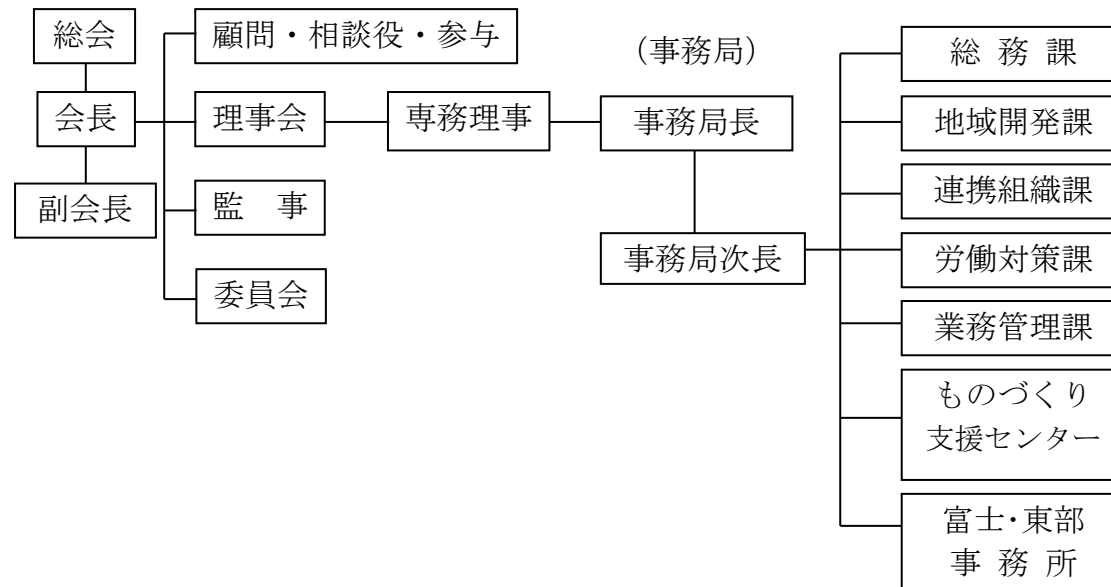 総会
会長
副会長
顧問・相談役・参与
理事会
監　事
委員会
専務理事
（事務局）
事務局長
事務局次長
総 務 課
地域開発課
連携組織課
労働対策課
業務管理課
ものづくり
支援センター
富士・東部
事 務 所